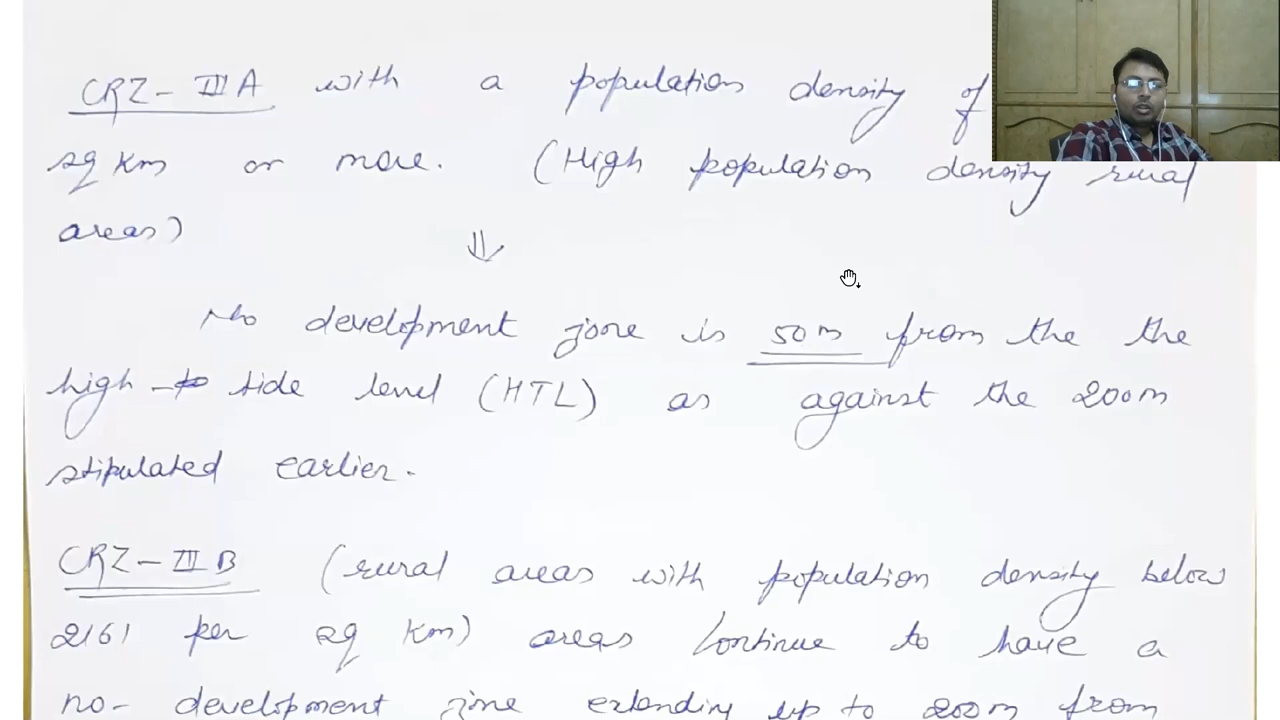 CRZ - III A with a population density of
sq km or more. (High population density rural
areas)
No development zone is 50 m from the the
high - to tide level (HTL) as against the 200m
stipulated earlier.
CRZ - III B (rural areas with population density below
2161 per sq km) areas continue to have a
no- development zone extending up to 200m from